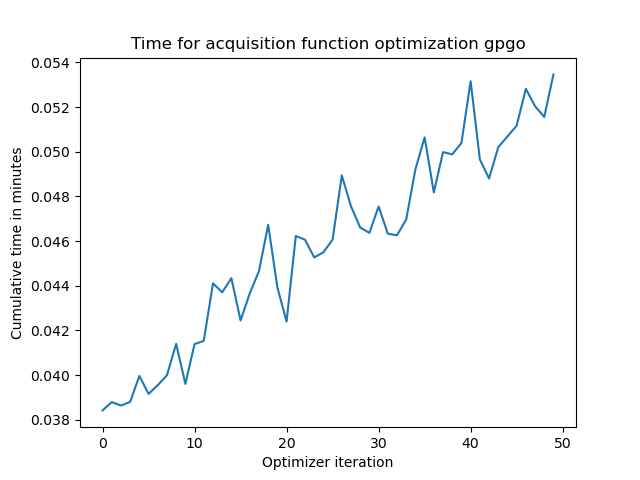 Time for acquisition function optimization gpgo
0.054
0.052
0.050
0.048
0.046
0.044
0.042
0.040
0.038
Cumulative time in minutes
0 10 20 30 40 50
Optimizer iteration